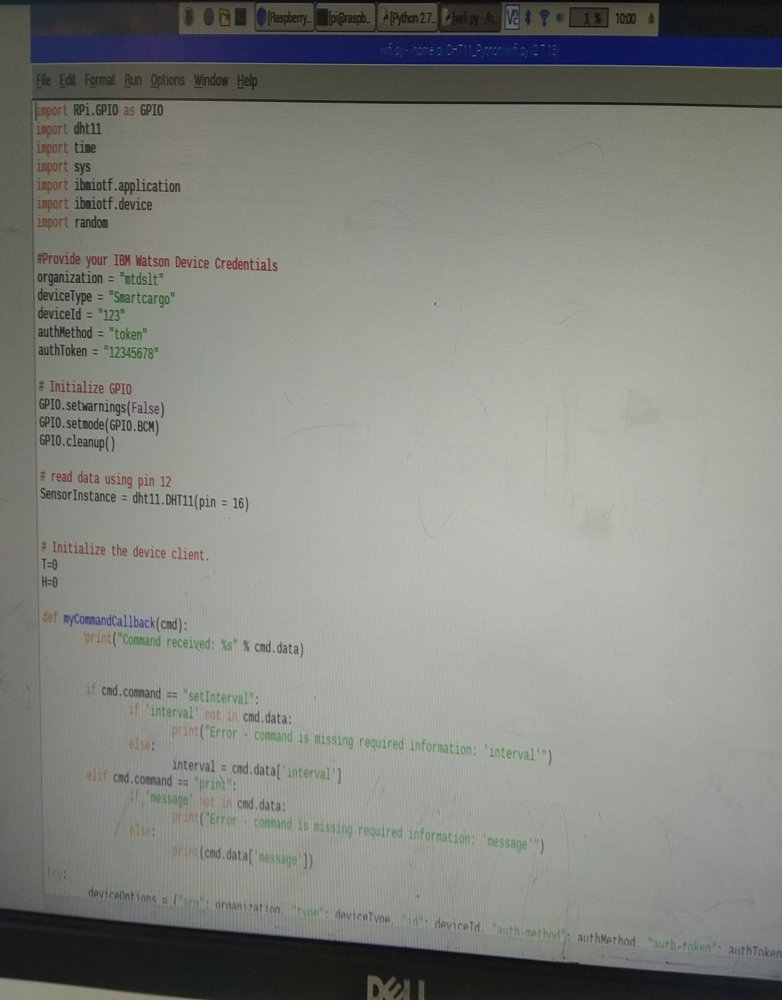 [Raspberry_ [pi@raspb_ [Python 2.7_ [wifi.py - /h_ V2 1 % 10:00
wifi.py - /home/pi/DHT11_Python/wifi.py (2.7.13)
File Edit Format Run Options Window Help
import RPi.GPIO as GPIO
import dht11
import time
import sys
import ibmiotf.application
import ibmiotf.device
import random
#Provide your IBM Watson Device Credentials
organization = "mtdslt"
deviceType = "Smartcargo"
deviceId = "123"
authMethod = "token"
authToken = "12345678"
# Initialize GPIO
GPIO.setwarnings(False)
GPIO.setmode(GPIO.BCM)
GPIO.cleanup()
# read data using pin 12
SensorInstance = dht11.DHT11(pin = 16)
# Initialize the device client.
T=0
H=0
def myCommandCallback(cmd):
print("Command received: %s" % cmd.data)
if cmd.command == "setInterval":
if 'interval' not in cmd.data:
print("Error - command is missing required information: 'interval'")
else:
interval = cmd.data['interval']
elif cmd.command == "print":
if 'message' not in cmd.data:
print("Error - command is missing required information: 'message'")
else:
print(cmd.data['message'])
try:
deviceOptions = {"org": organization, "type": deviceType, "id": deviceId, "auth-method": authMethod, "auth-token": authToken
DELL